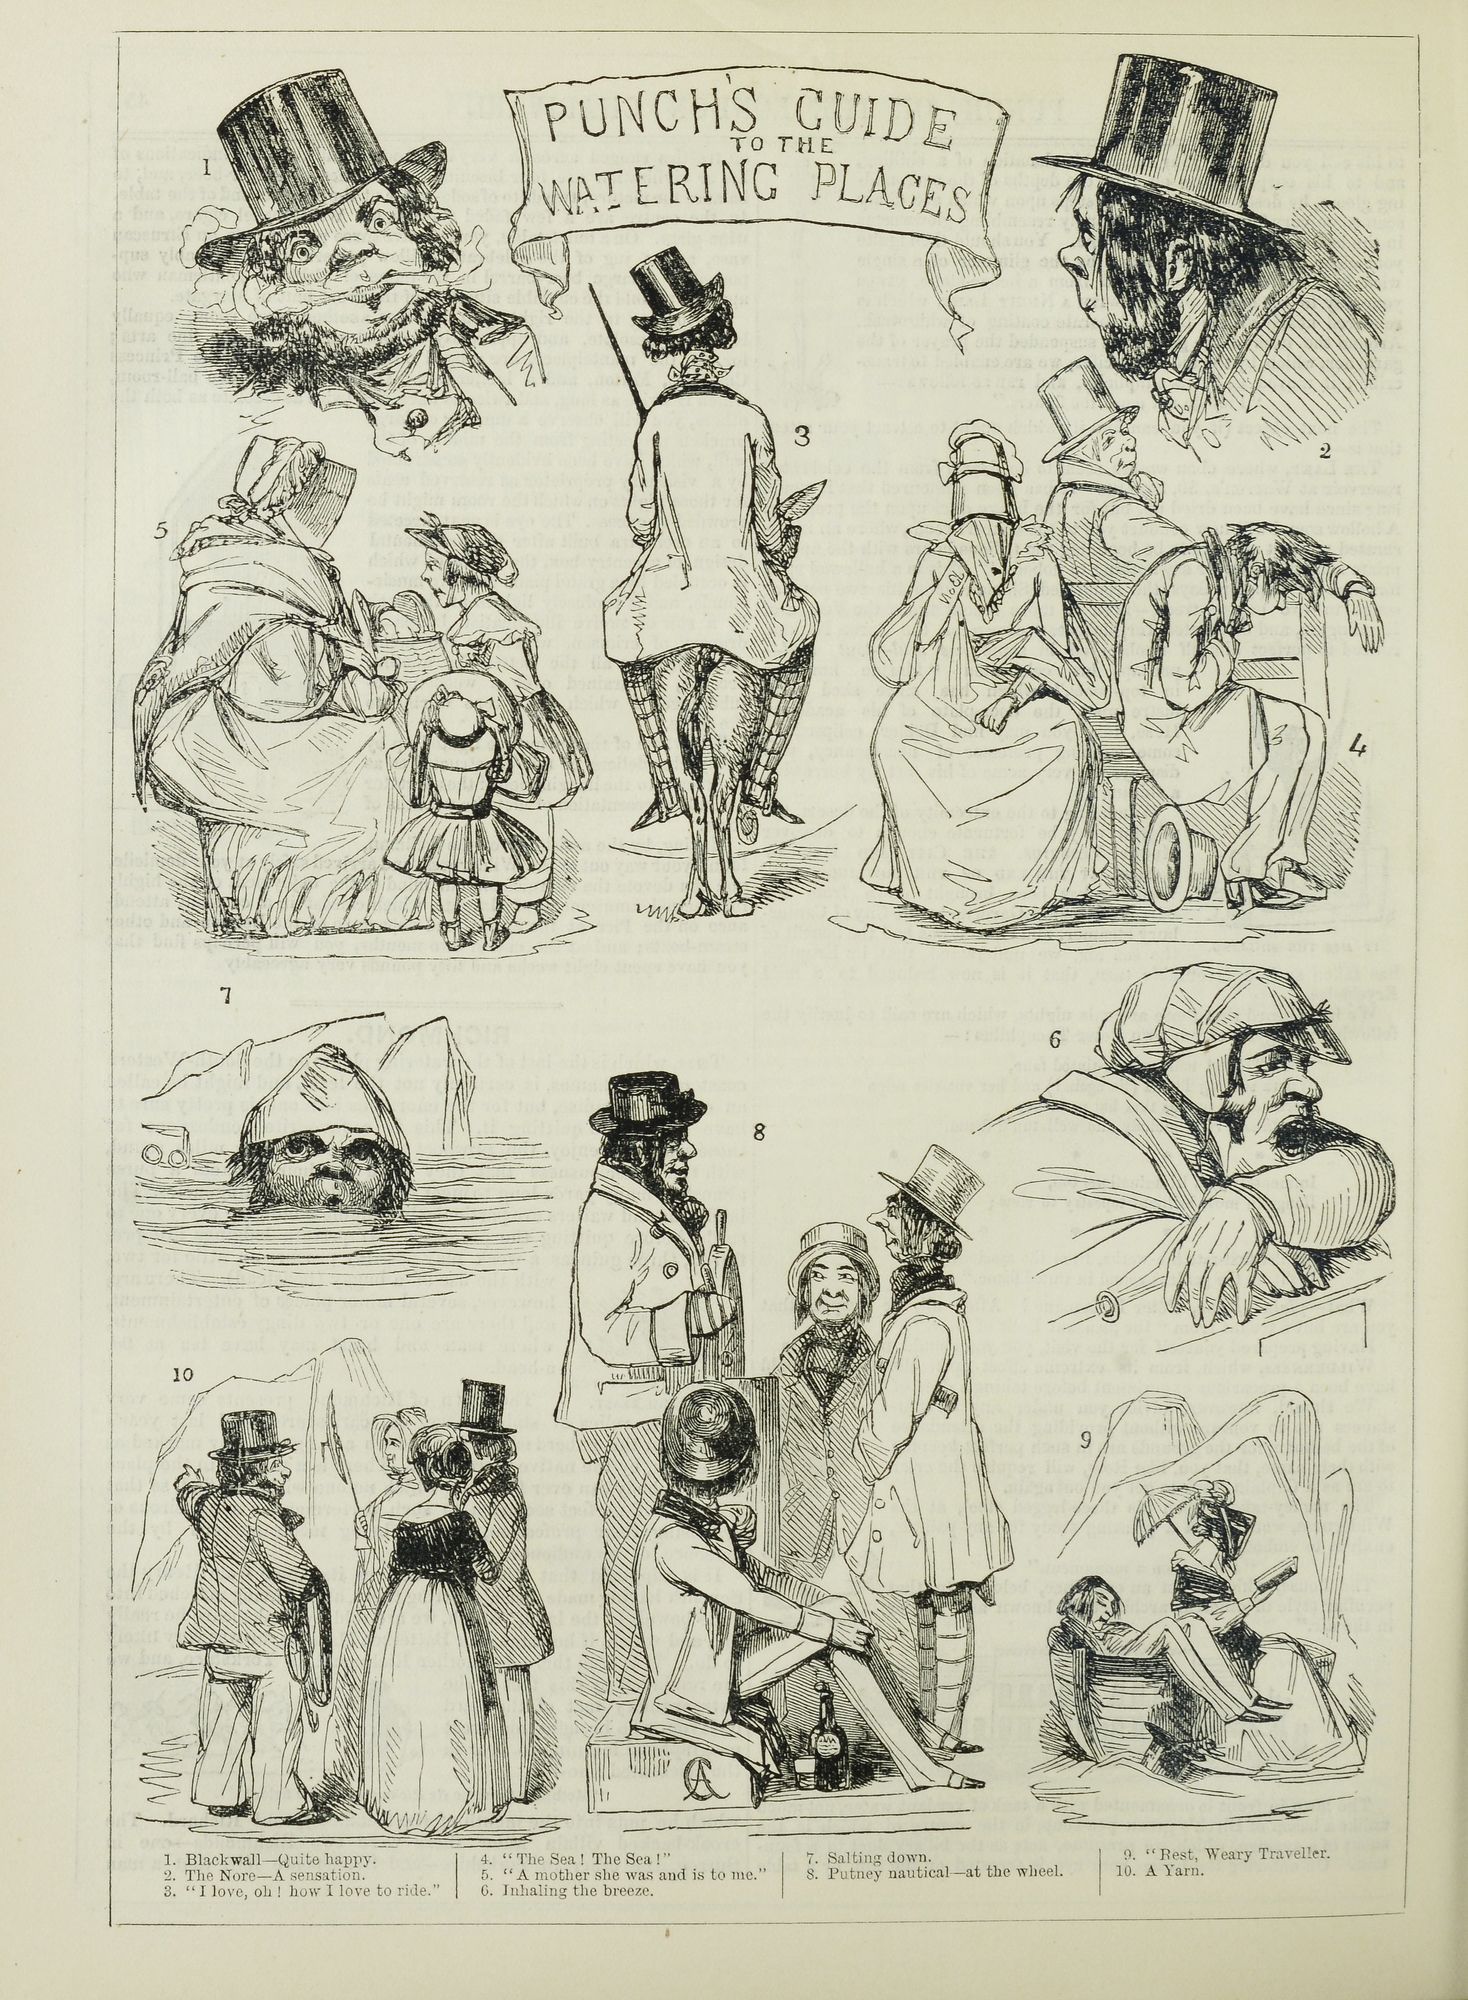 PUNCH'S GUIDE
TO THE
WATERING PLACES
1
2
3
4
5
6
7
8
9
10
1. Blackwall—Quite happy.
2. The Nore—A sensation.
3. "I love, oh! how I love to ride."
4. "The Sea! The Sea!"
5. "A mother she was and is to me."
6. Inhaling the breeze.
7. Salting down.
8. Putney nautical—at the wheel.
9. "Rest, Weary Traveller.
10. A Yarn.